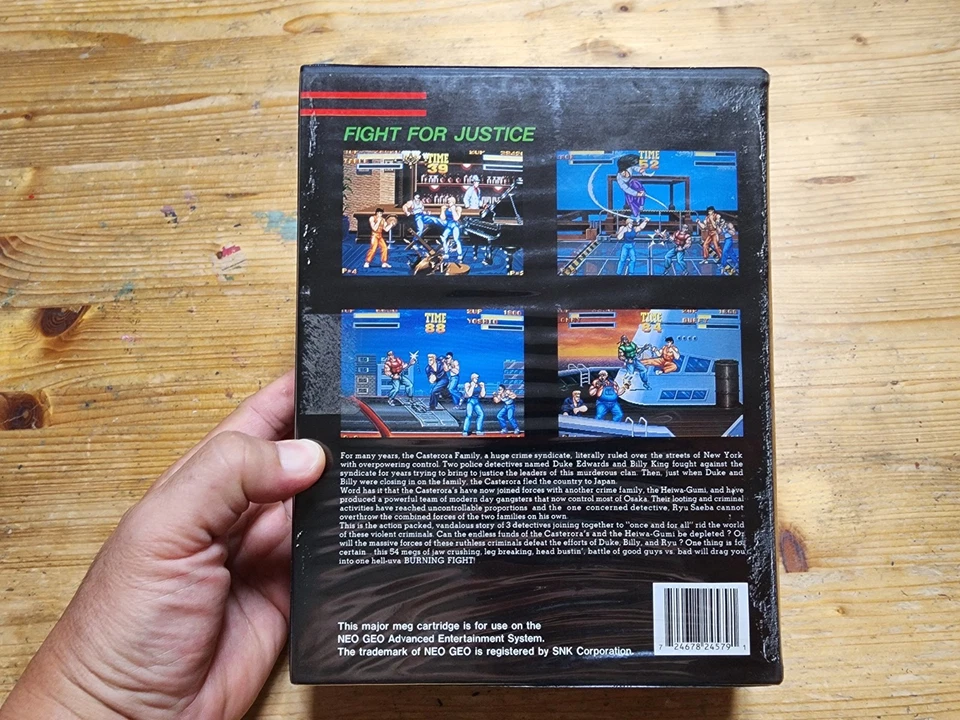 FIGHT FOR JUSTICE
TIME
39
TIME
52
TIME
88
2UP
YOSHIO
TIME
For many years, the Casterora Family, a huge crime syndicate, literally ruled over the streets of New York
with overpowering control. Two police detectives named Duke Edwards and Billy King fought against the
syndicate for years trying to bring to justice the leaders of this murderous clan. Then, just when Duke and
Billy were closing in on the family, the Casterora fled the country to Japan.
Word has it that the Casterora's have now joined forces with another crime family, the Heiwa-Gumi, and have
produced a powerful team of modern day gangsters that now control most of Osaka. Their looting and criminal
activities have reached uncontrollable proportions and the one concerned detective, Ryu Saeba cannot
overthrow the combined forces of the two families on his own.
This is the action packed, vandalous story of 3 detectives joining together to "once and for all" rid the world
of these violent criminals. Can the endless funds of the Casterora's and the Heiwa-Gumi be depleted ? Or
will the massive forces of these ruthless criminals defeat the efforts of Duke, Billy, and Ryu ? One thing is for
certain...this 54 megs of jaw crushing, leg breaking, head bustin', battle of good guys vs. bad will drag you
into one hell-uva BURNING FIGHT!
This major meg cartridge is for use on the
NEO GEO Advanced Entertainment System.
The trademark of NEO GEO is registered by SNK Corporation.
7 24678 24579 1